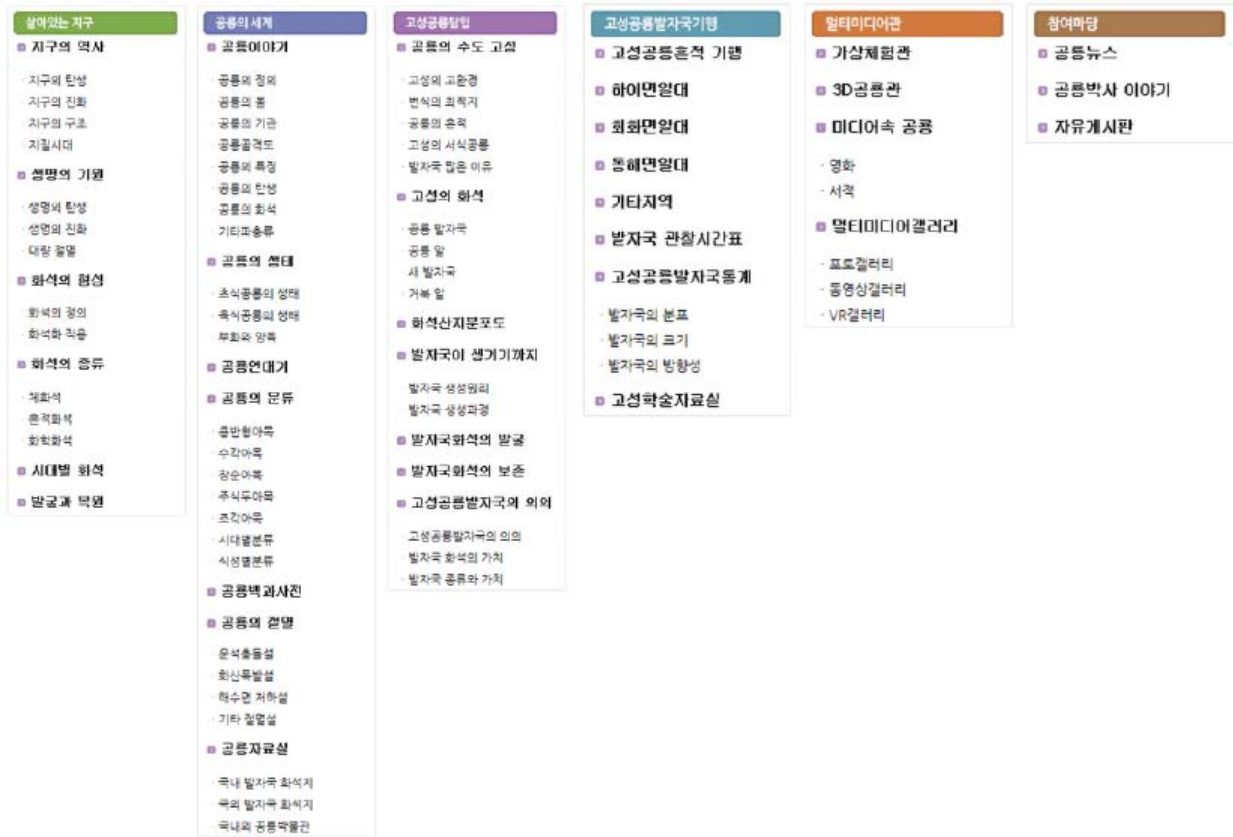 살아있는 지구
지구의 역사
지구의 탄생
지구의 진화
지구의 구조
지질시대
생명의 기원
생명의 탄생
생명의 진화
대량 절멸
화석의 형성
화석의 정의
화석화 작용
화석의 종류
체화석
흔적화석
화학화석
시대별 화석
발굴과 복원
공룡의 세계
공룡이야기
공룡의 정의
공룡의 몸
공룡의 기관
공룡골격도
공룡의 특징
공룡의 탄생
공룡의 화석
기타파충류
공룡의 생태
초식공룡의 생태
육식공룡의 생태
부화와 양육
공룡연대기
공룡의 분류
용반형아목
수각아목
장순아목
주식두아목
조각아목
시대별분류
식성별분류
공룡백과사전
공룡의 절멸
운석충돌설
화산폭발설
해수면 저하설
기타 절멸설
공룡자료실
국내 발자국 화석지
국외 발자국 화석지
국내외 공룡박물관
고성공룡탐험
공룡의 수도 고성
고성의 고환경
번식의 최적지
공룡의 흔적
고성의 서식공룡
발자국 많은 이유
고성의 화석
공룡 발자국
공룡 알
새 발자국
거북 알
화석산지분포도
발자국이 생기기까지
발자국 생성원리
발자국 생성과정
발자국화석의 발굴
발자국화석의 보존
고성공룡발자국의 의의
고성공룡발자국의 의의
발자국 화석의 가치
발자국 종류와 가치
고성공룡발자국기행
고성공룡흔적 기행
하이면일대
회화면일대
동해면일대
기타지역
발자국 관찰시간표
고성공룡발자국통계
발자국의 분포
발자국의 크기
발자국의 방향성
고성학술자료실
멀티미디어관
가상체험관
3D공룡관
미디어속 공룡
영화
서적
멀티미디어갤러리
포토갤러리
동영상갤러리
VR갤러리
참여마당
공룡뉴스
공룡박사 이야기
자유게시판